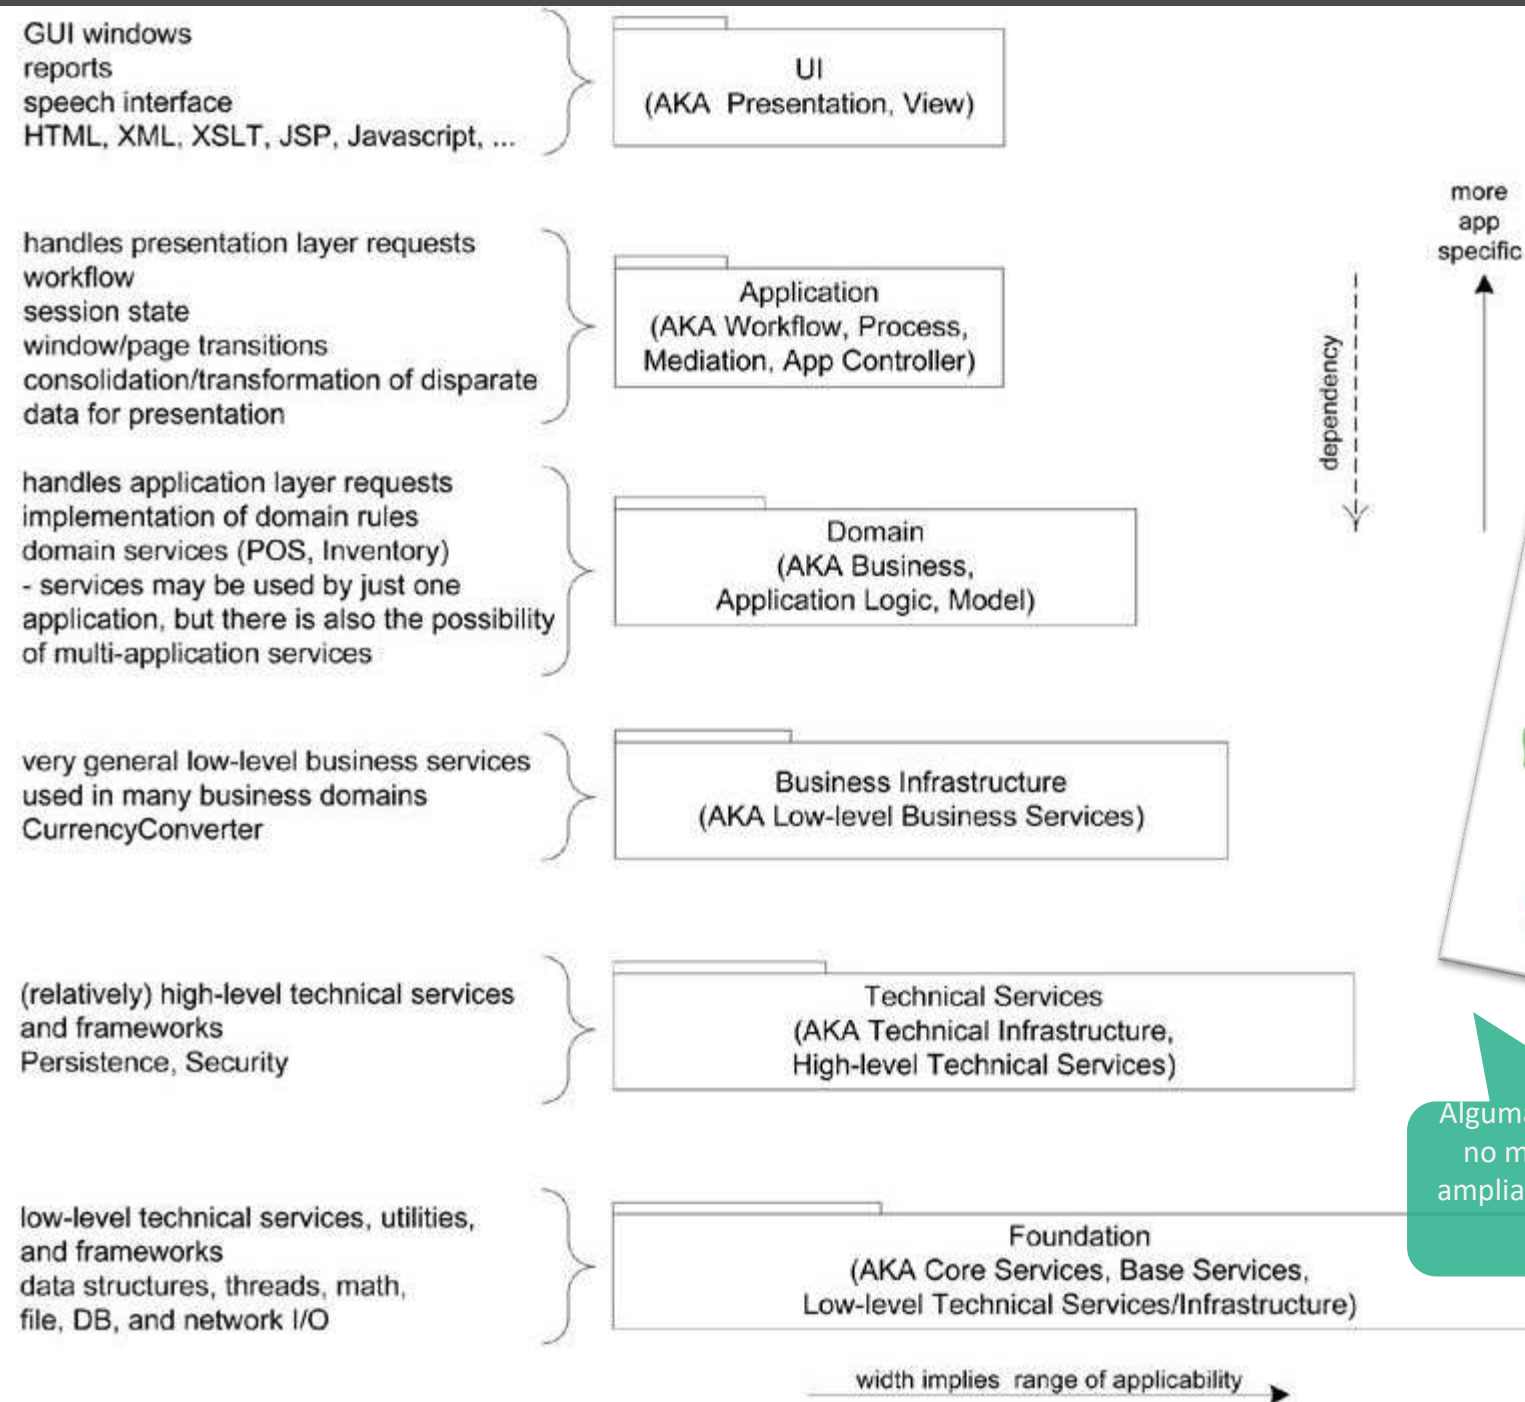 GUI windows
reports
speech interface
HTML, XML, XSLT, JSP, Javascript, ...
UI
(AKA Presentation, View)
handles presentation layer requests
workflow
session state
window/page transitions
consolidation/transformation of disparate
data for presentation
Application
(AKA Workflow, Process,
Mediation, App Controller)
more
app
specific
dependency
handles application layer requests
implementation of domain rules
domain services (POS, Inventory)
- services may be used by just one
application, but there is also the possibility
of multi-application services
Domain
(AKA Business,
Application Logic, Model)
very general low-level business services
used in many business domains
CurrencyConverter
Business Infrastructure
(AKA Low-level Business Services)
(relatively) high-level technical services
and frameworks
Persistence, Security
Technical Services
(AKA Technical Infrastructure,
High-level Technical Services)
low-level technical services, utilities,
and frameworks
data structures, threads, math,
file, DB, and network I/O
Foundation
(AKA Core Services, Base Services,
Low-level Technical Services/Infrastructure)
no
width implies range of applicability